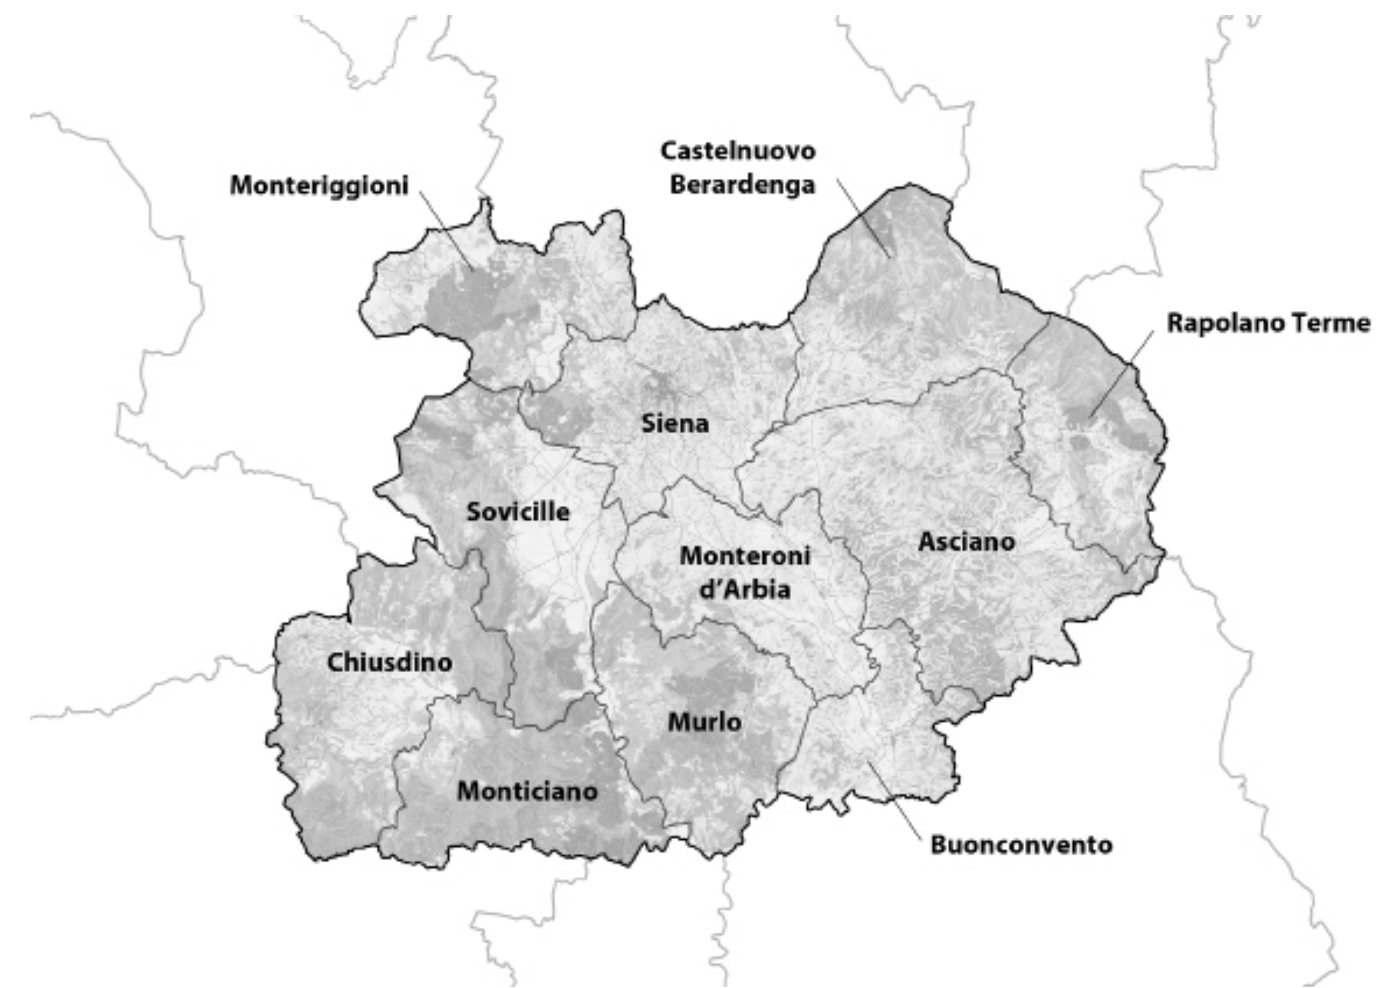 Castelnuovo
Berardenga
Monteriggioni
Rapolano Terme
Siena
Sovicille
Asciano
Monteroni
d'Arbia
Chiusdino
Murlo
Monticiano
Buonconvento